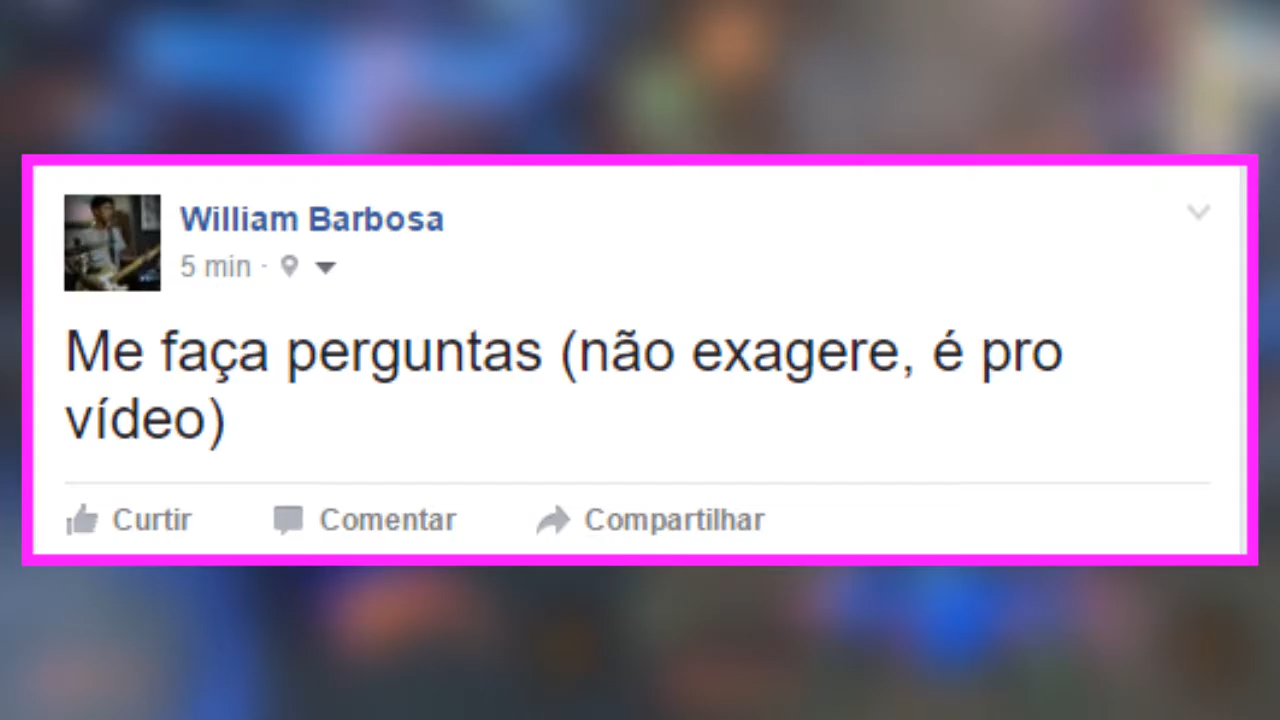 William Barbosa
5 min ·
Me faça perguntas (não exagere, é pro
vídeo)
Curtir Comentar Compartilhar